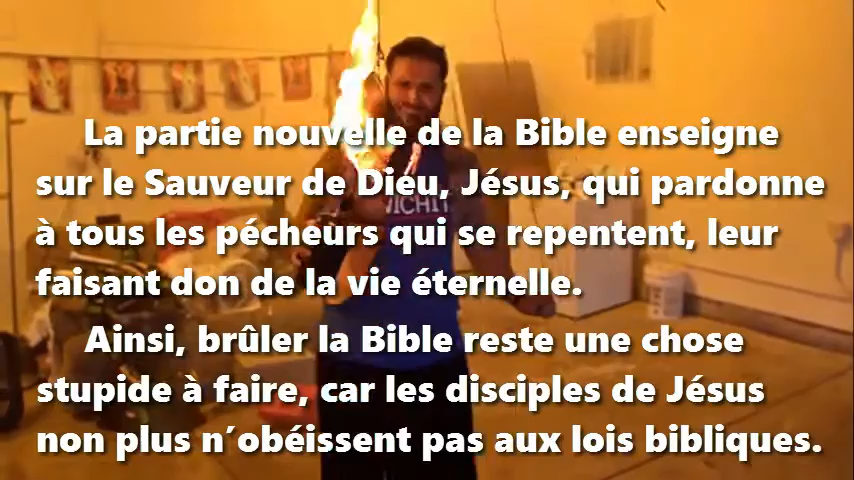 La partie nouvelle de la Bible enseigne
sur le Sauveur de Dieu, Jésus, qui pardonne
à tous les pécheurs qui se repentent, leur
faisant don de la vie éternelle.
Ainsi, brûler la Bible reste une chose
stupide à faire, car les disciples de Jésus
non plus n´obéissent pas aux lois bibliques.